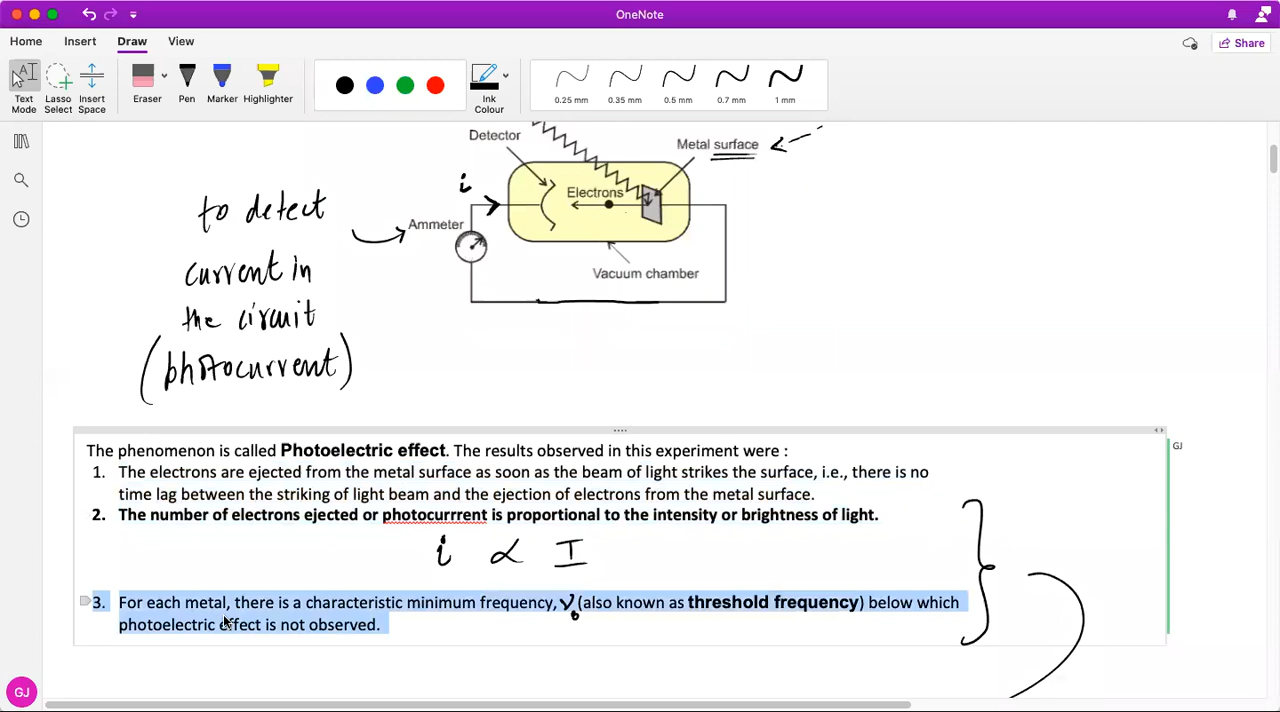 OneNote
Home Insert Draw View
Share
Text Mode
Lasso Select
Insert Space
Eraser
Pen
Marker
Highlighter
Ink Colour
0.25 mm 0.35 mm 0.5 mm 0.7 mm 1 mm
Detector
Metal surface
i
Electrons
to detect
Ammeter
current in
Vacuum chamber
the circuit
(photocurrent)
The phenomenon is called Photoelectric effect. The results observed in this experiment were :
GJ
1. The electrons are ejected from the metal surface as soon as the beam of light strikes the surface, i.e., there is no
time lag between the striking of light beam and the ejection of electrons from the metal surface.
2. The number of electrons ejected or photocurrrent is proportional to the intensity or brightness of light.
i ∝ I
3. For each metal, there is a characteristic minimum frequency, ν₀ (also known as threshold frequency) below which
photoelectric effect is not observed.
GJ